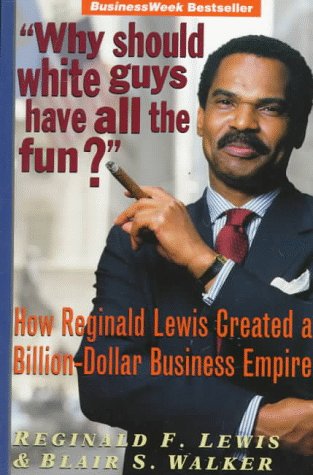 BusinessWeek Bestseller
"Why should
white guys
have all the
fun?"
How Reginald Lewis Created a
Billion-Dollar Business Empire
REGINALD F. LEWIS
& BLAIR S. WALKER